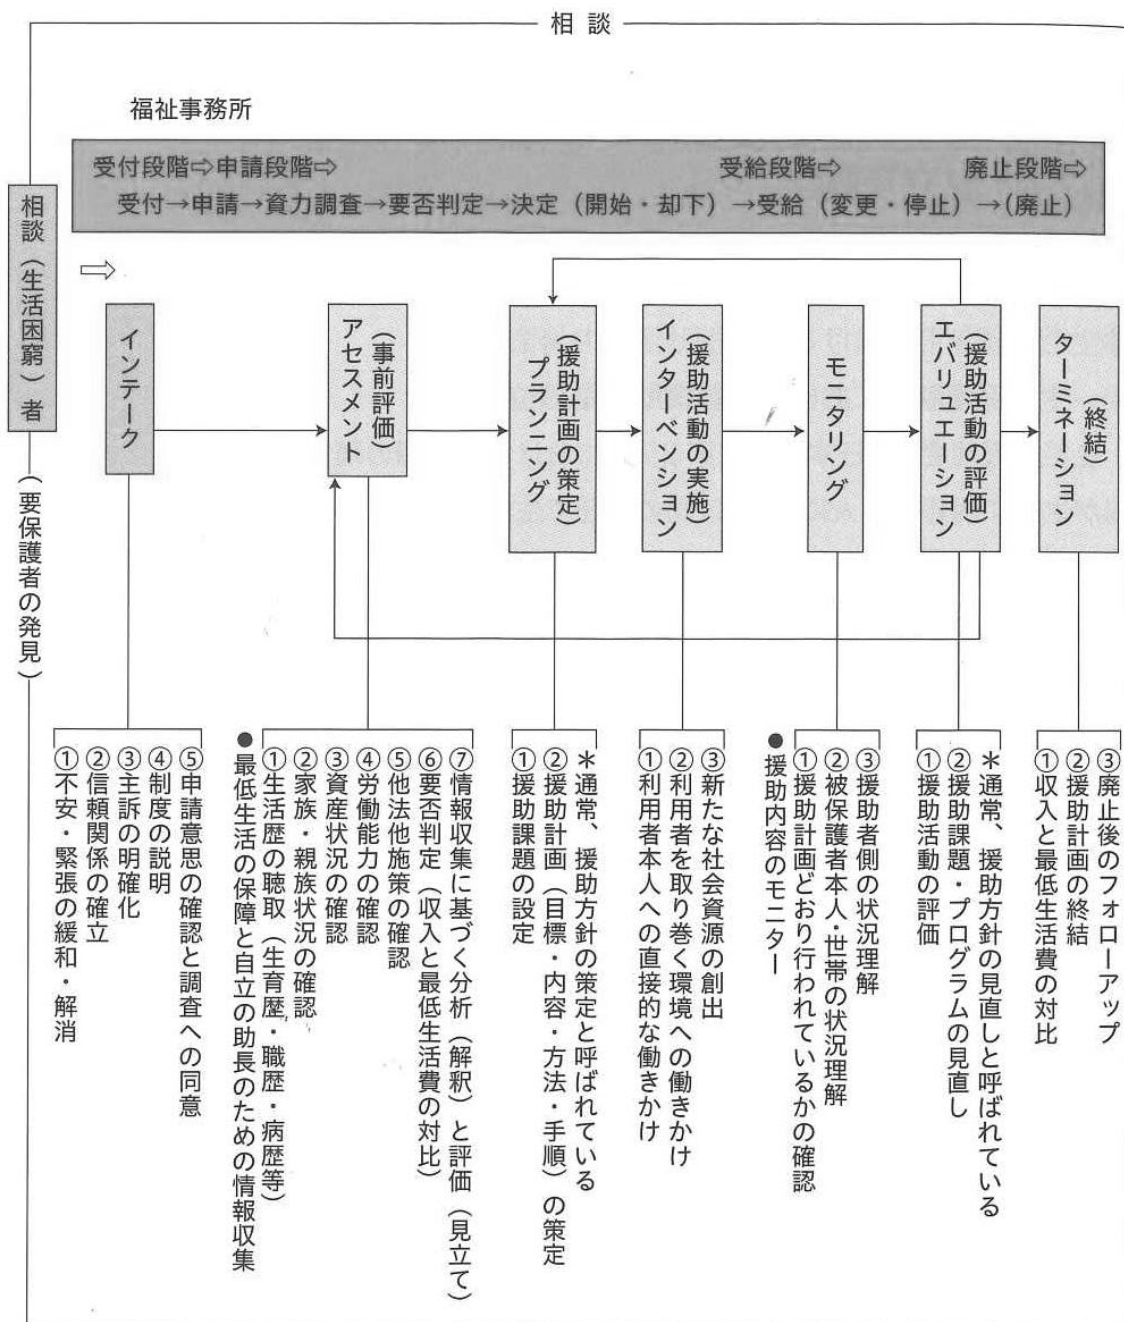 相 談
福祉事務所
受付段階⇨申請段階⇨
受給段階⇨
廃止段階⇨
受付→申請→資力調査→要否判定→決定（開始・却下）→受給（変更・停止）→（廃止）
相談（生活困窮）者
（要保護者の発見）
インテーク
アセスメント
（事前評価）
プランニング
（援助計画の策定）
インターベンション
（援助活動の実施）
モニタリング
エバリュエーション
（援助活動の評価）
ターミネーション
（終結）
①不安・緊張の緩和・解消
②信頼関係の確立
③主訴の明確化
④制度の説明
⑤申請意思の確認と調査への同意
●最低生活の保障と自立の助長のための情報収集
①生活歴の聴取（生育歴・職歴・病歴等）
②家族・親族状況の確認
③資産状況の確認
④労働能力の確認
⑤他法他施策の確認
⑥要否判定（収入と最低生活費の対比）
⑦情報収集に基づく分析（解釈）と評価（見立て）
①援助課題の設定
②援助計画（目標・内容・方法・手順）の策定
＊通常、援助方針の策定と呼ばれている
①利用者本人への直接的な働きかけ
②利用者を取り巻く環境への働きかけ
③新たな社会資源の創出
●援助内容のモニター
①援助計画どおり行われているかの確認
②被保護者本人・世帯の状況理解
③援助者側の状況理解
①援助活動の評価
②援助課題・プログラムの見直し
＊通常、援助方針の見直しと呼ばれている
①収入と最低生活費の対比
②援助計画の終結
③廃止後のフォローアップ